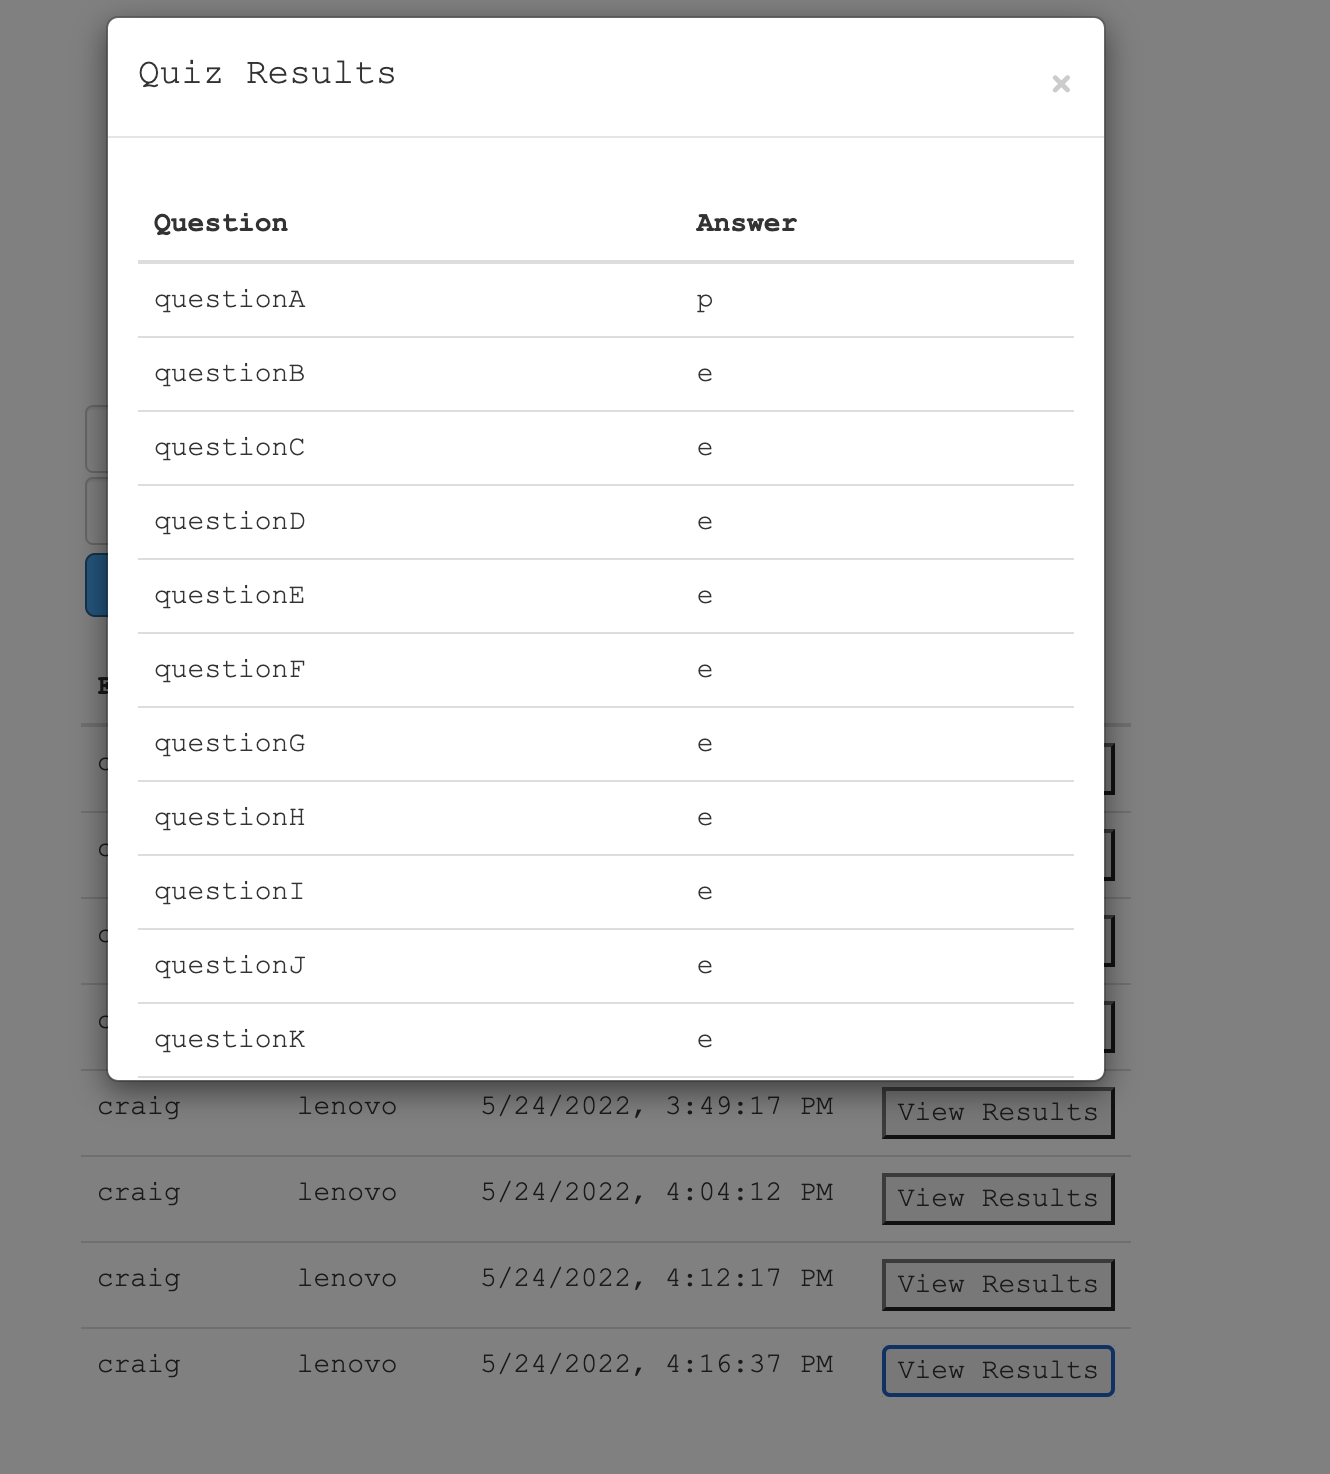 Quiz Results
×
Question Answer
questionA p
questionB e
questionC e
questionD e
questionE e
questionF e
questionG e
questionH e
questionI e
questionJ e
questionK e
craig lenovo 5/24/2022, 3:49:17 PM View Results
craig lenovo 5/24/2022, 4:04:12 PM View Results
craig lenovo 5/24/2022, 4:12:17 PM View Results
craig lenovo 5/24/2022, 4:16:37 PM View Results